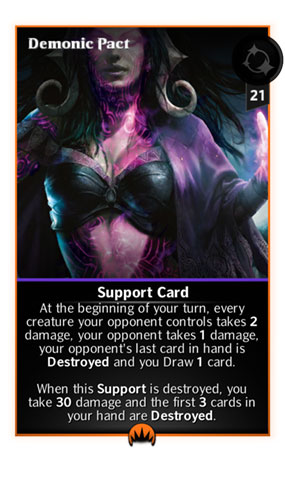 Demonic Pact
21
Support Card
At the beginning of your turn, every
creature your opponent controls takes 2
damage, your opponent takes 1 damage,
your opponent's last card in hand is
Destroyed and you Draw 1 card.
When this Support is destroyed, you
take 30 damage and the first 3 cards in
your hand are Destroyed.